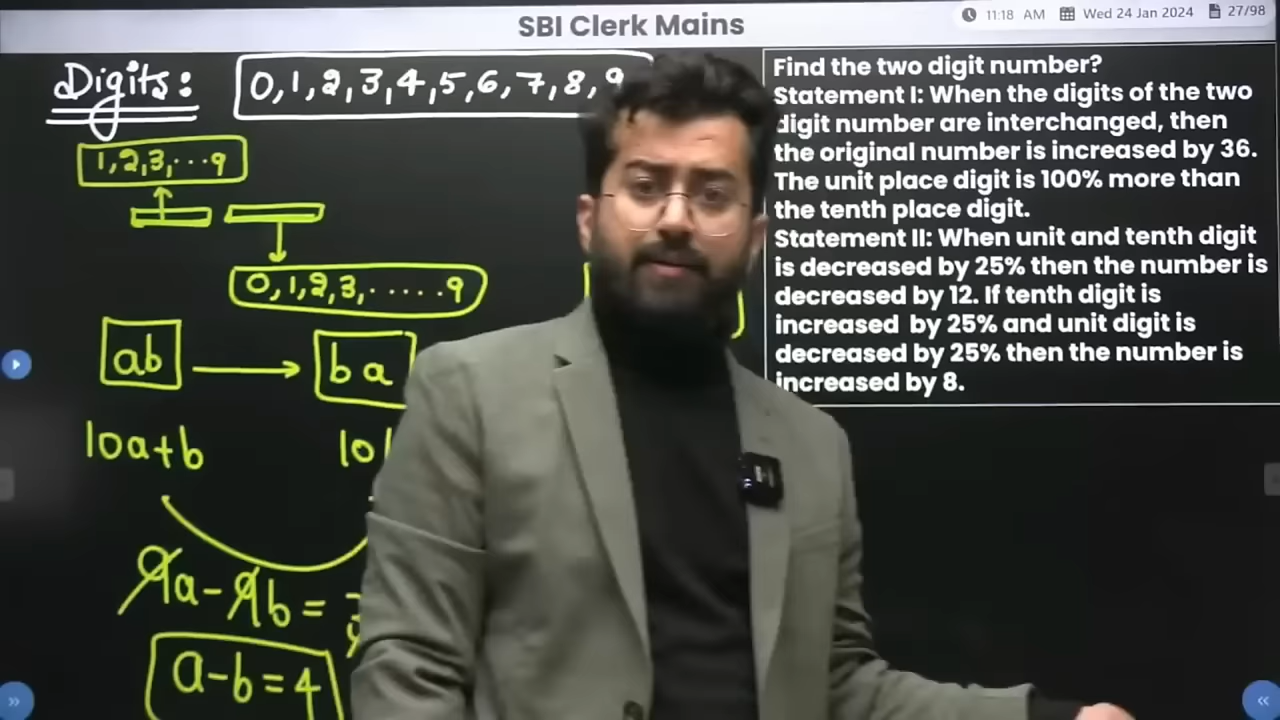 SBI Clerk Mains
11:18 AM Wed 24 Jan 2024 27/98
Digits: 0,1,2,3,4,5,6,7,8,9
1,2,3,...9
0,1,2,3,.....9
ab ba
10a+b
9a-9b=
a-b=4
Find the two digit number?
Statement I: When the digits of the two
digit number are interchanged, then
the original number is increased by 36.
The unit place digit is 100% more than
the tenth place digit.
Statement II: When unit and tenth digit
is decreased by 25% then the number is
decreased by 12. If tenth digit is
increased by 25% and unit digit is
decreased by 25% then the number is
increased by 8.